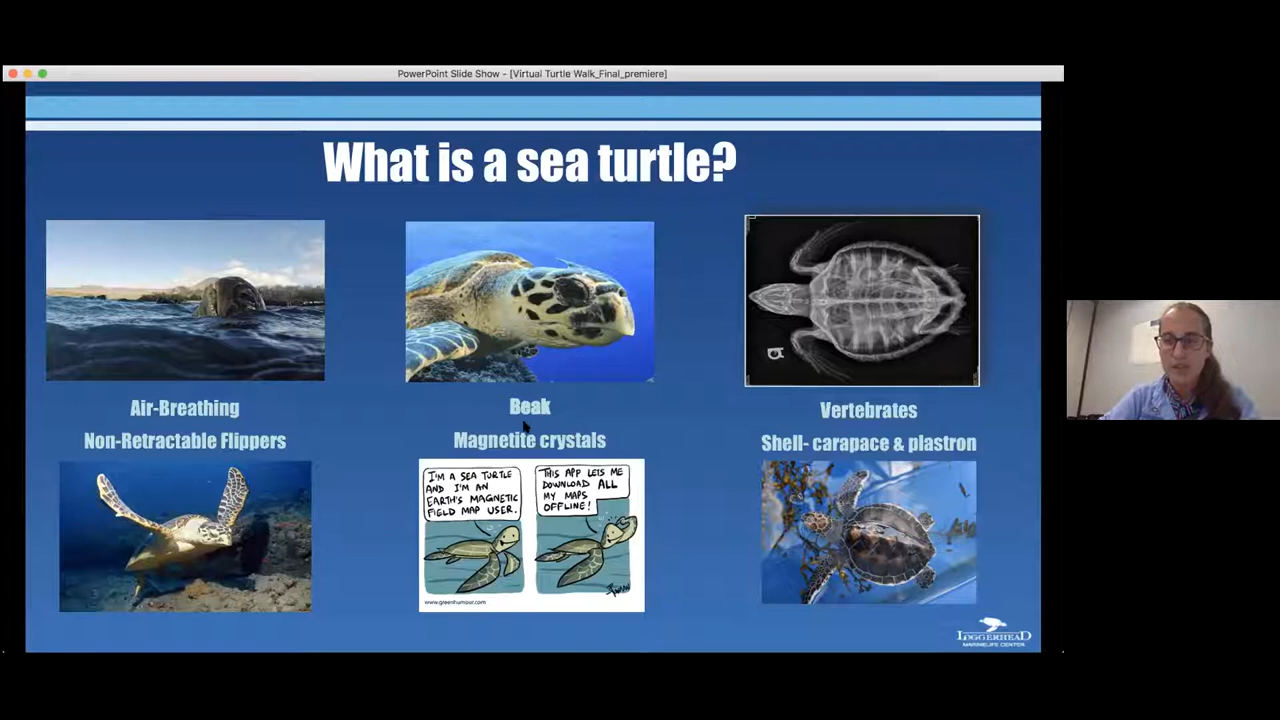 PowerPoint Slide Show - [Virtual Turtle Walk_Final_premiere]
What is a sea turtle?
Air-Breathing
Non-Retractable Flippers
Beak
Magnetite crystals
Vertebrates
Shell- carapace & plastron
I'M A SEA TURTLE
AND I'M AN
EARTH'S MAGNETIC
FIELD MAP USER.
THIS APP LETS ME
DOWNLOAD ALL
MY MAPS
OFFLINE!
www.greenhumour.com
LOGGERHEAD
MARINELIFE CENTER